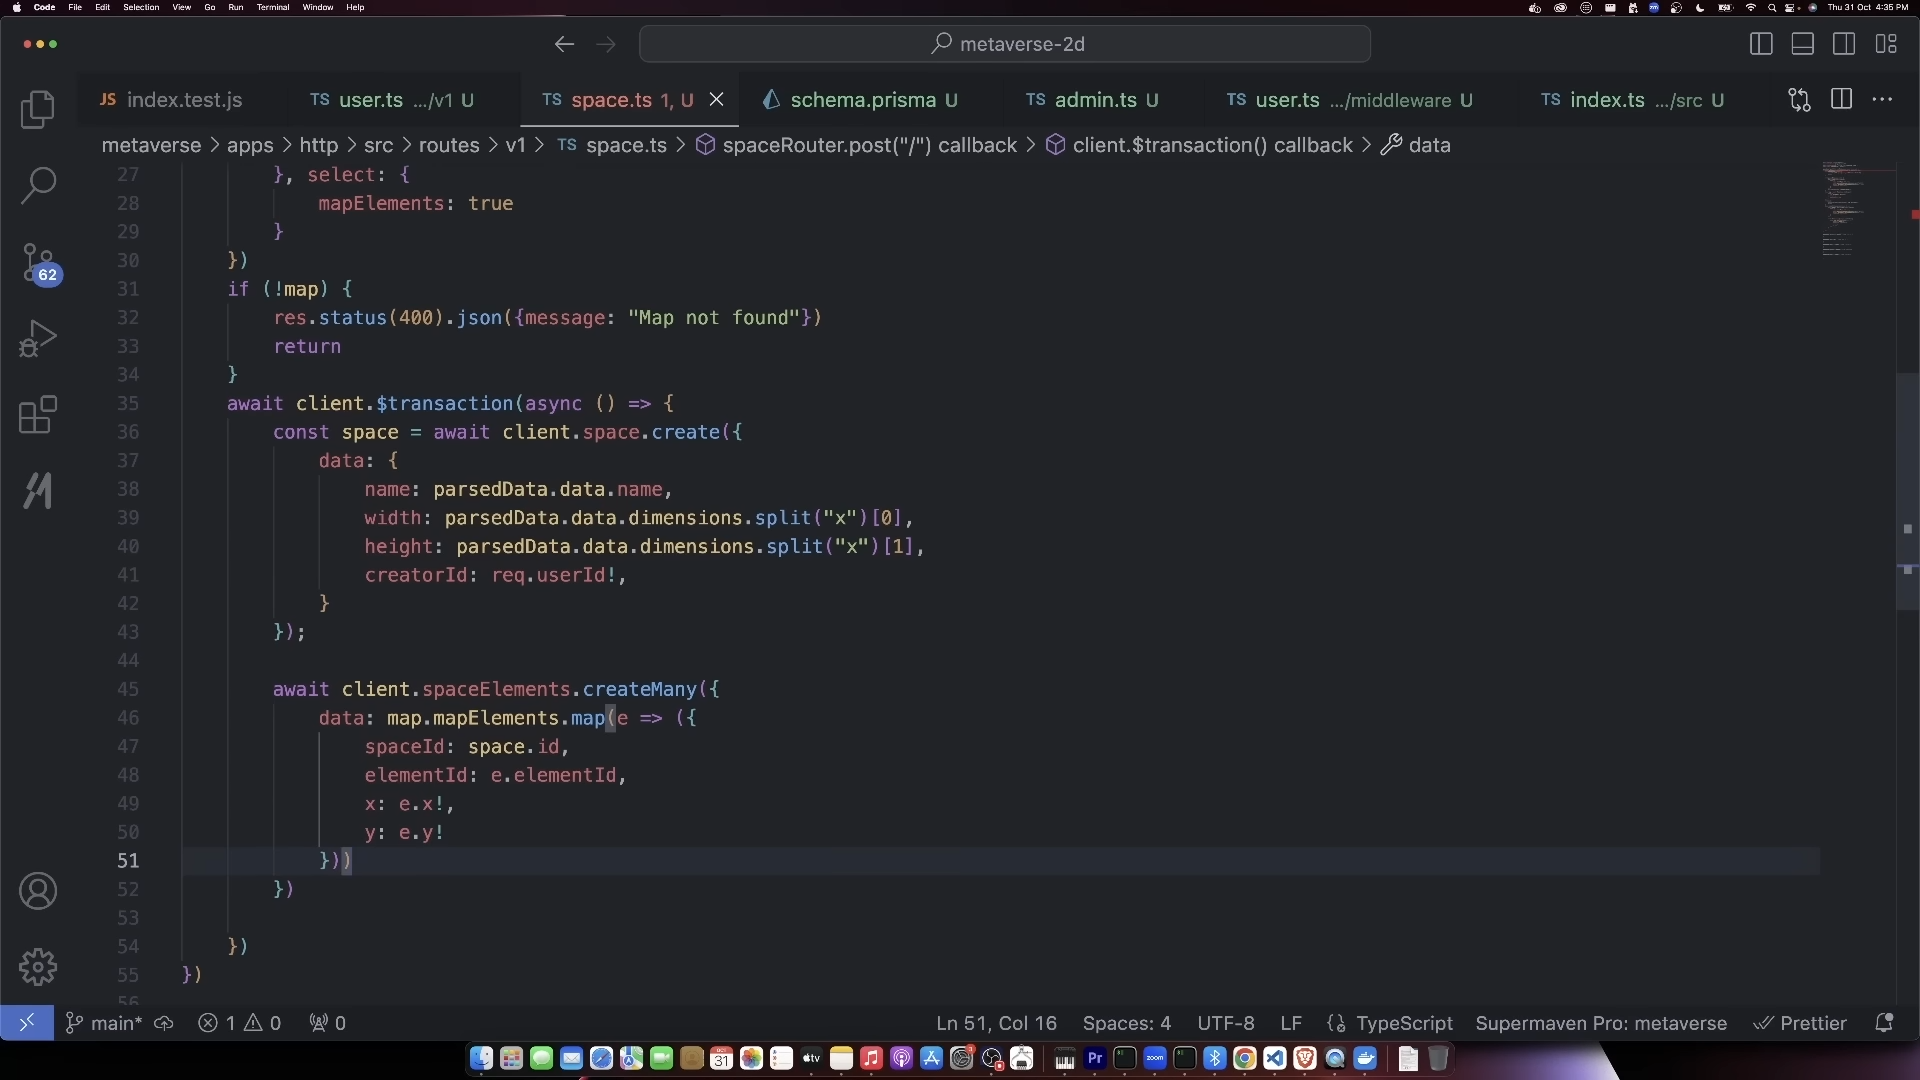 Code File Edit Selection View Go Run Terminal Window Help Thu 31 Oct 4:35 PM
metaverse-2d
JS index.test.js TS user.ts .../v1 U TS space.ts 1, U schema.prisma U TS admin.ts U TS user.ts .../middleware U TS index.ts .../src U
metaverse > apps > http > src > routes > v1 > TS space.ts > spaceRouter.post("/") callback > client.$transaction() callback > data
27 }, select: {
28 mapElements: true
29 }
30 })
31 if (!map) {
32 res.status(400).json({message: "Map not found"})
33 return
34 }
35 await client.$transaction(async () => {
36 const space = await client.space.create({
37 data: {
38 name: parsedData.data.name,
39 width: parsedData.data.dimensions.split("x")[0],
40 height: parsedData.data.dimensions.split("x")[1],
41 creatorId: req.userId!,
42 }
43 });
44
45 await client.spaceElements.createMany({
46 data: map.mapElements.map(e => ({
47 spaceId: space.id,
48 elementId: e.elementId,
49 x: e.x!,
50 y: e.y!
51 }))
52 })
53
54 })
55 })
56
62
main* 1 0 0 Ln 51, Col 16 Spaces: 4 UTF-8 LF {} TypeScript Supermaven Pro: metaverse Prettier
31 tv Pr zoom